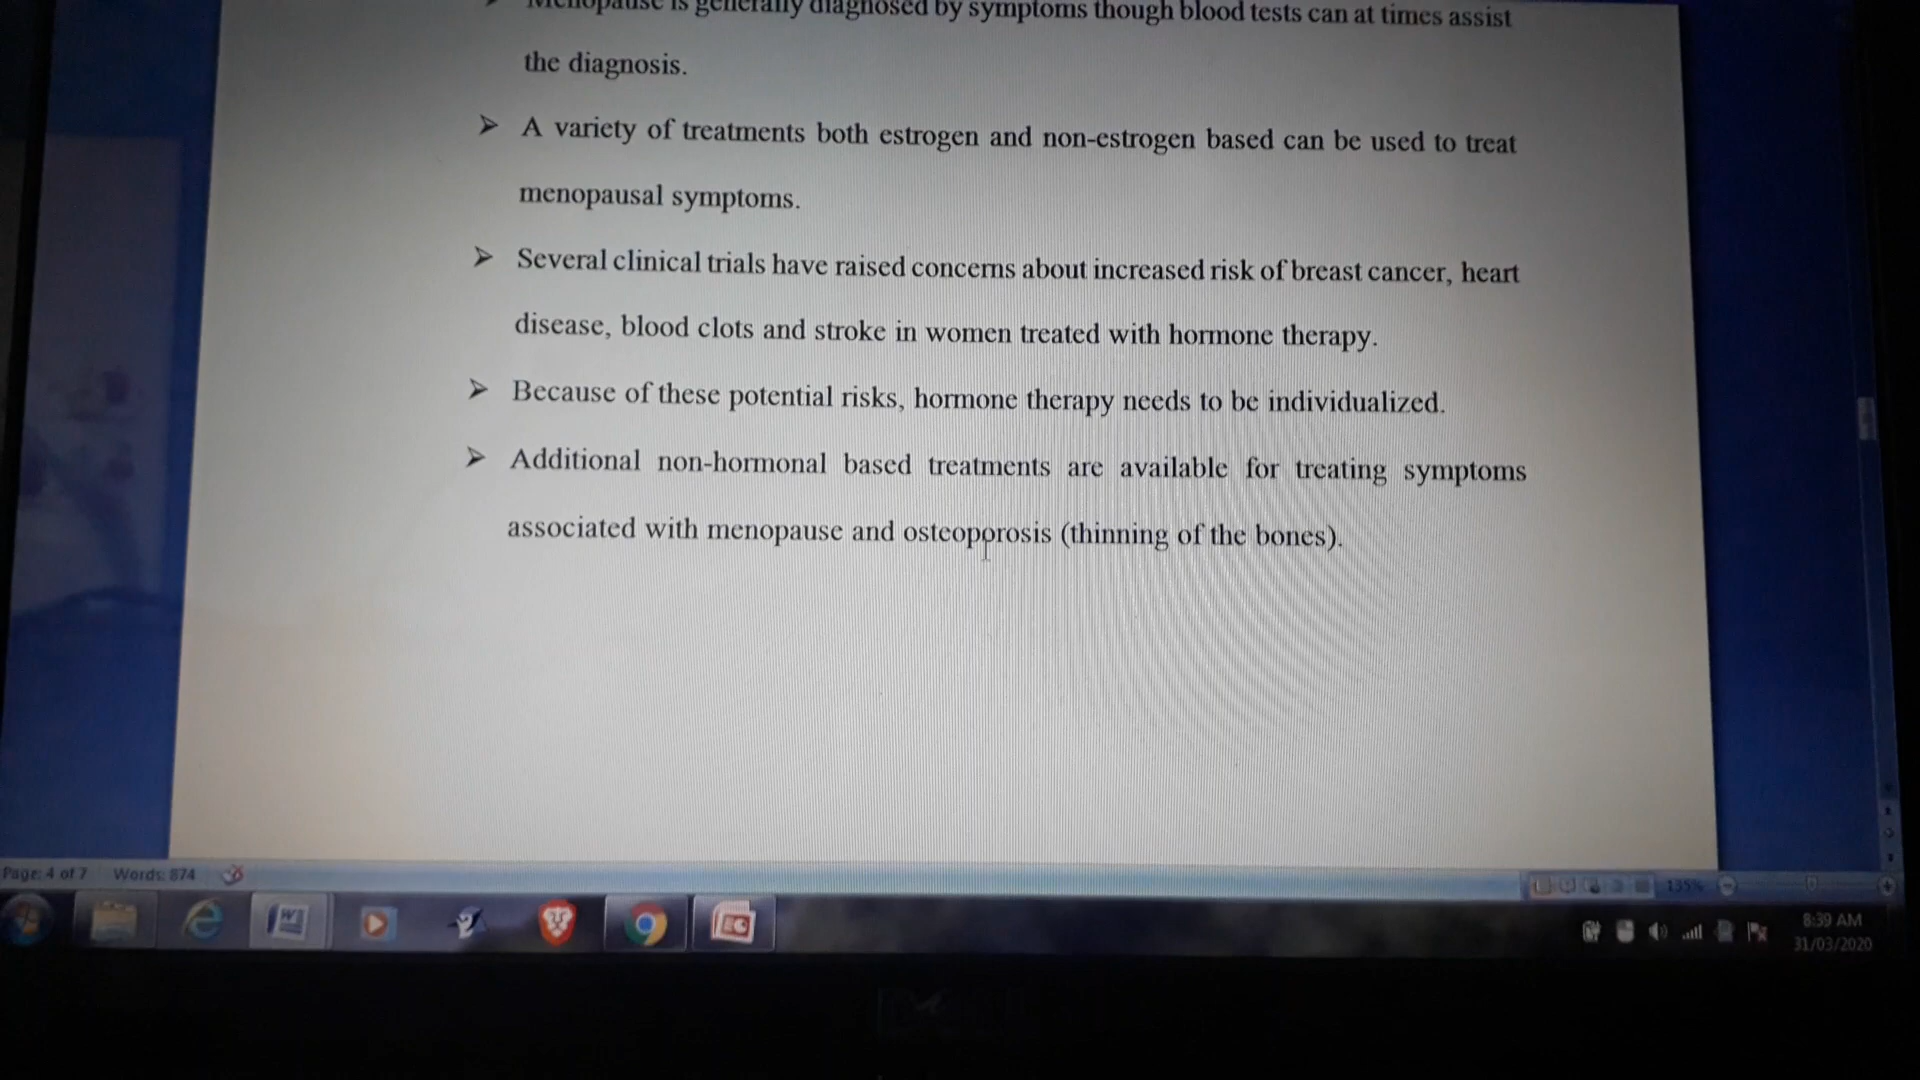 Menopause is generally diagnosed by symptoms though blood tests can at times assist
the diagnosis.
➢ A variety of treatments both estrogen and non-estrogen based can be used to treat
menopausal symptoms.
➢ Several clinical trials have raised concerns about increased risk of breast cancer, heart
disease, blood clots and stroke in women treated with hormone therapy.
➢ Because of these potential risks, hormone therapy needs to be individualized.
➢ Additional non-hormonal based treatments are available for treating symptoms
associated with menopause and osteoporosis (thinning of the bones).
Page: 4 of 7 Words: 874
135%
8:39 AM
31/03/2020